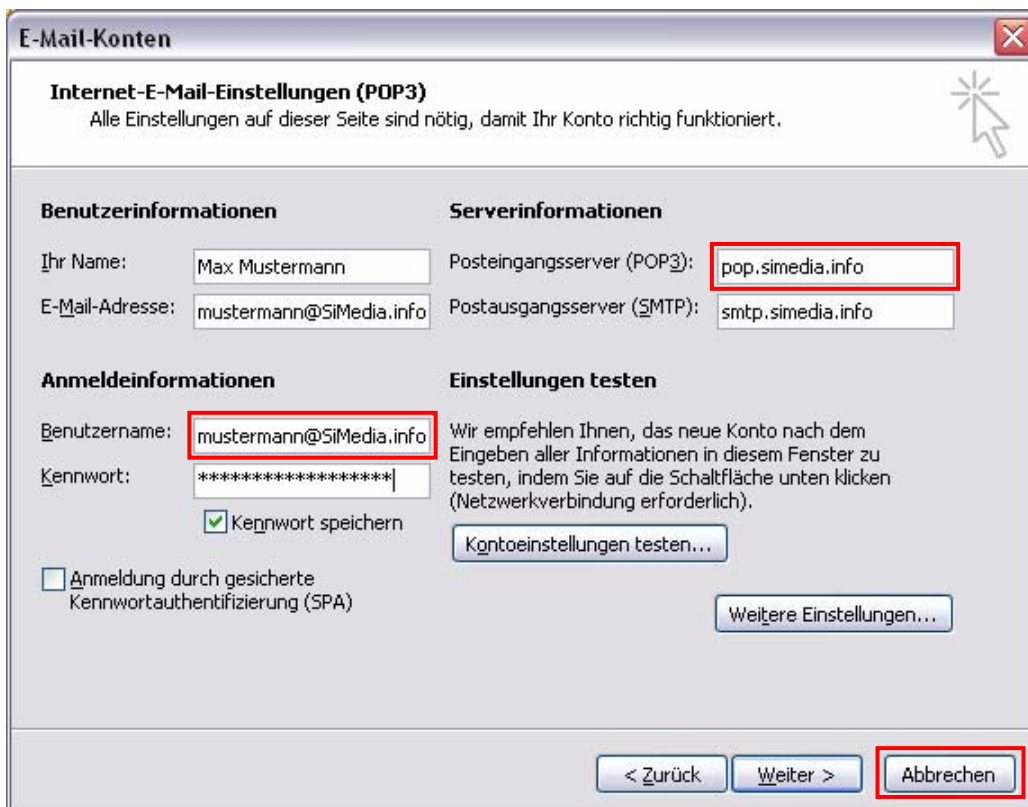 E-Mail-Konten
Internet-E-Mail-Einstellungen (POP3)
Alle Einstellungen auf dieser Seite sind nötig, damit Ihr Konto richtig funktioniert.
Benutzerinformationen
Ihr Name: Max Mustermann
E-Mail-Adresse: mustermann@SiMedia.info
Serverinformationen
Posteingangsserver (POP3): pop.simedia.info
Postausgangsserver (SMTP): smtp.simedia.info
Anmeldeinformationen
Benutzername: mustermann@SiMedia.info
Kennwort: ******************
Kennwort speichern
Anmeldung durch gesicherte
Kennwortauthentifizierung (SPA)
Einstellungen testen
Wir empfehlen Ihnen, das neue Konto nach dem
Eingeben aller Informationen in diesem Fenster zu
testen, indem Sie auf die Schaltfläche unten klicken
(Netzwerkverbindung erforderlich).
Kontoeinstellungen testen...
Weitere Einstellungen...
< Zurück Weiter > Abbrechen